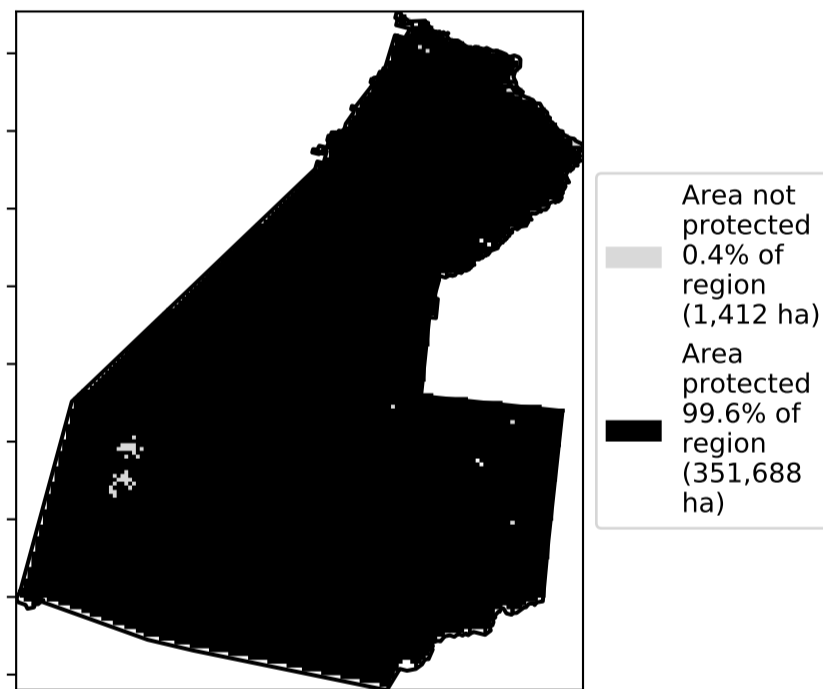 Area not
protected
0.4% of
region
(1,412 ha)
Area
protected
99.6% of
region
(351,688
ha)